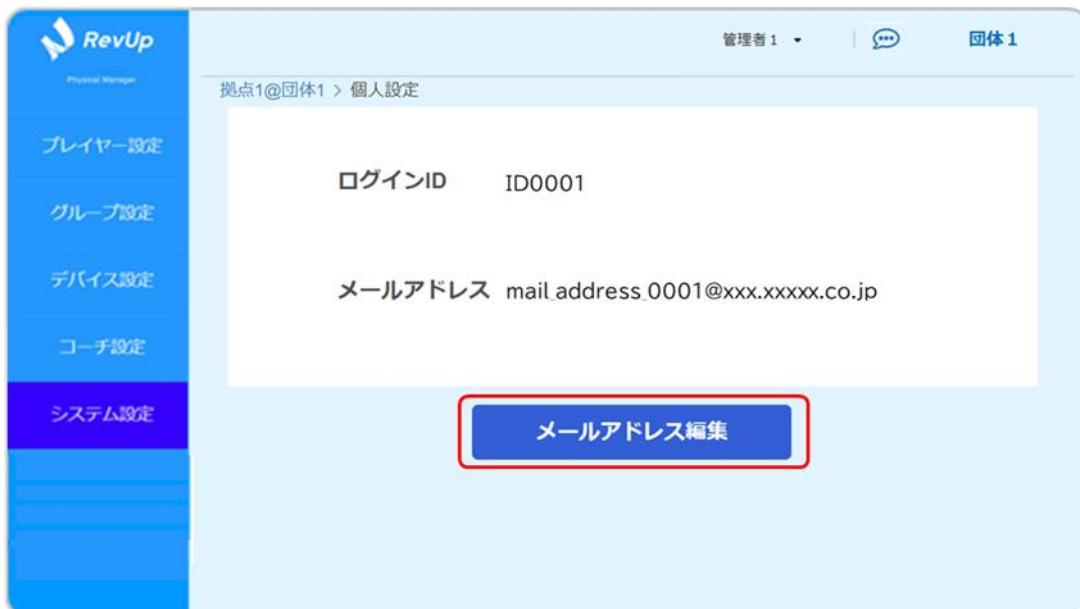 RevUp
Physical Manager
管理者1
団体1
拠点1@団体1 > 個人設定
プレイヤー設定
グループ設定
デバイス設定
コーチ設定
システム設定
ログインID ID0001
メールアドレス mail_address_0001@xxx.xxxxx.co.jp
メールアドレス編集